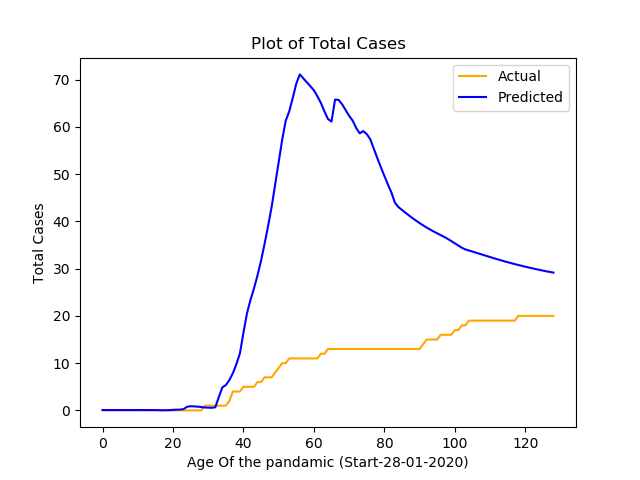 Plot of Total Cases
Actual
Predicted
70
60
50
40
30
20
10
0
Total Cases
0 20 40 60 80 100 120
Age Of the pandamic (Start-28-01-2020)